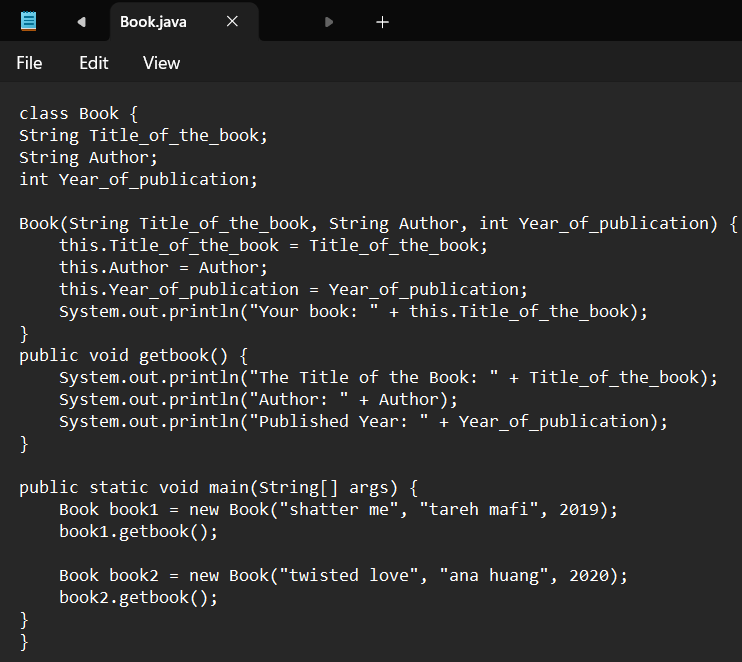 Book.java
File Edit View
class Book {
String Title_of_the_book;
String Author;
int Year_of_publication;
Book(String Title_of_the_book, String Author, int Year_of_publication) {
    this.Title_of_the_book = Title_of_the_book;
    this.Author = Author;
    this.Year_of_publication = Year_of_publication;
    System.out.println("Your book: " + this.Title_of_the_book);
}
public void getbook() {
    System.out.println("The Title of the Book: " + Title_of_the_book);
    System.out.println("Author: " + Author);
    System.out.println("Published Year: " + Year_of_publication);
}
public static void main(String[] args) {
    Book book1 = new Book("shatter me", "tareh mafi", 2019);
    book1.getbook();
    Book book2 = new Book("twisted love", "ana huang", 2020);
    book2.getbook();
}
}